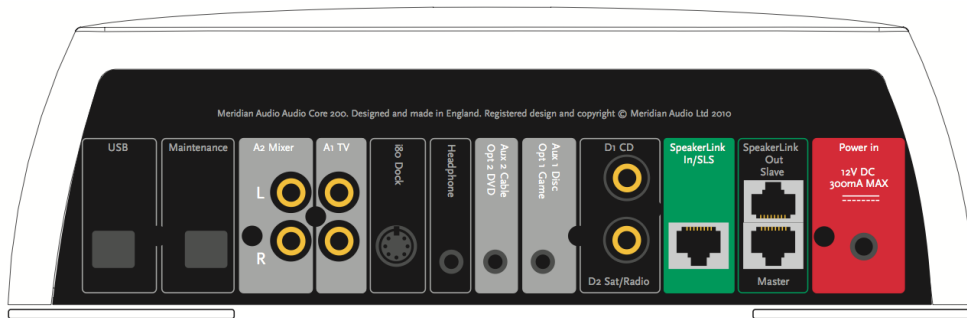 Meridian Audio Audio Core 200. Designed and made in England. Registered design and copyright © Meridian Audio Ltd 2010
USB
Maintenance
A2 Mixer
L
R
A1 TV
i80 Dock
Headphone
Aux 2 Cable
Opt 2 DVD
Aux 1 Disc
Opt 1 Game
D1 CD
D2 Sat/Radio
SpeakerLink
In/SLS
SpeakerLink
Out
Slave
Master
Power in
12V DC
300mA MAX